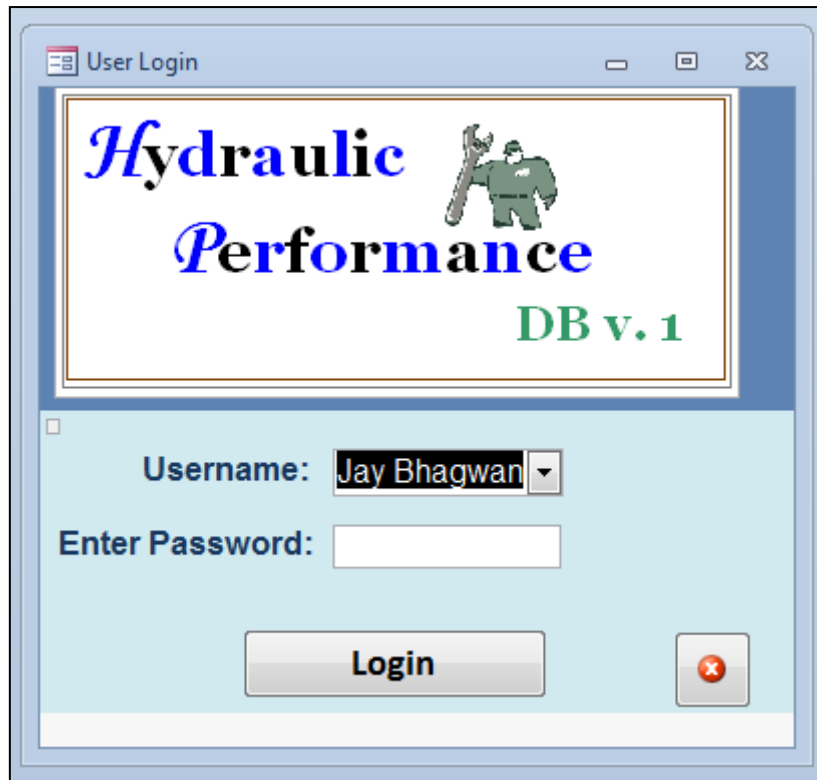 User Login
Hydraulic
Performance
DB v. 1
Username: Jay Bhagwan
Enter Password:
Login